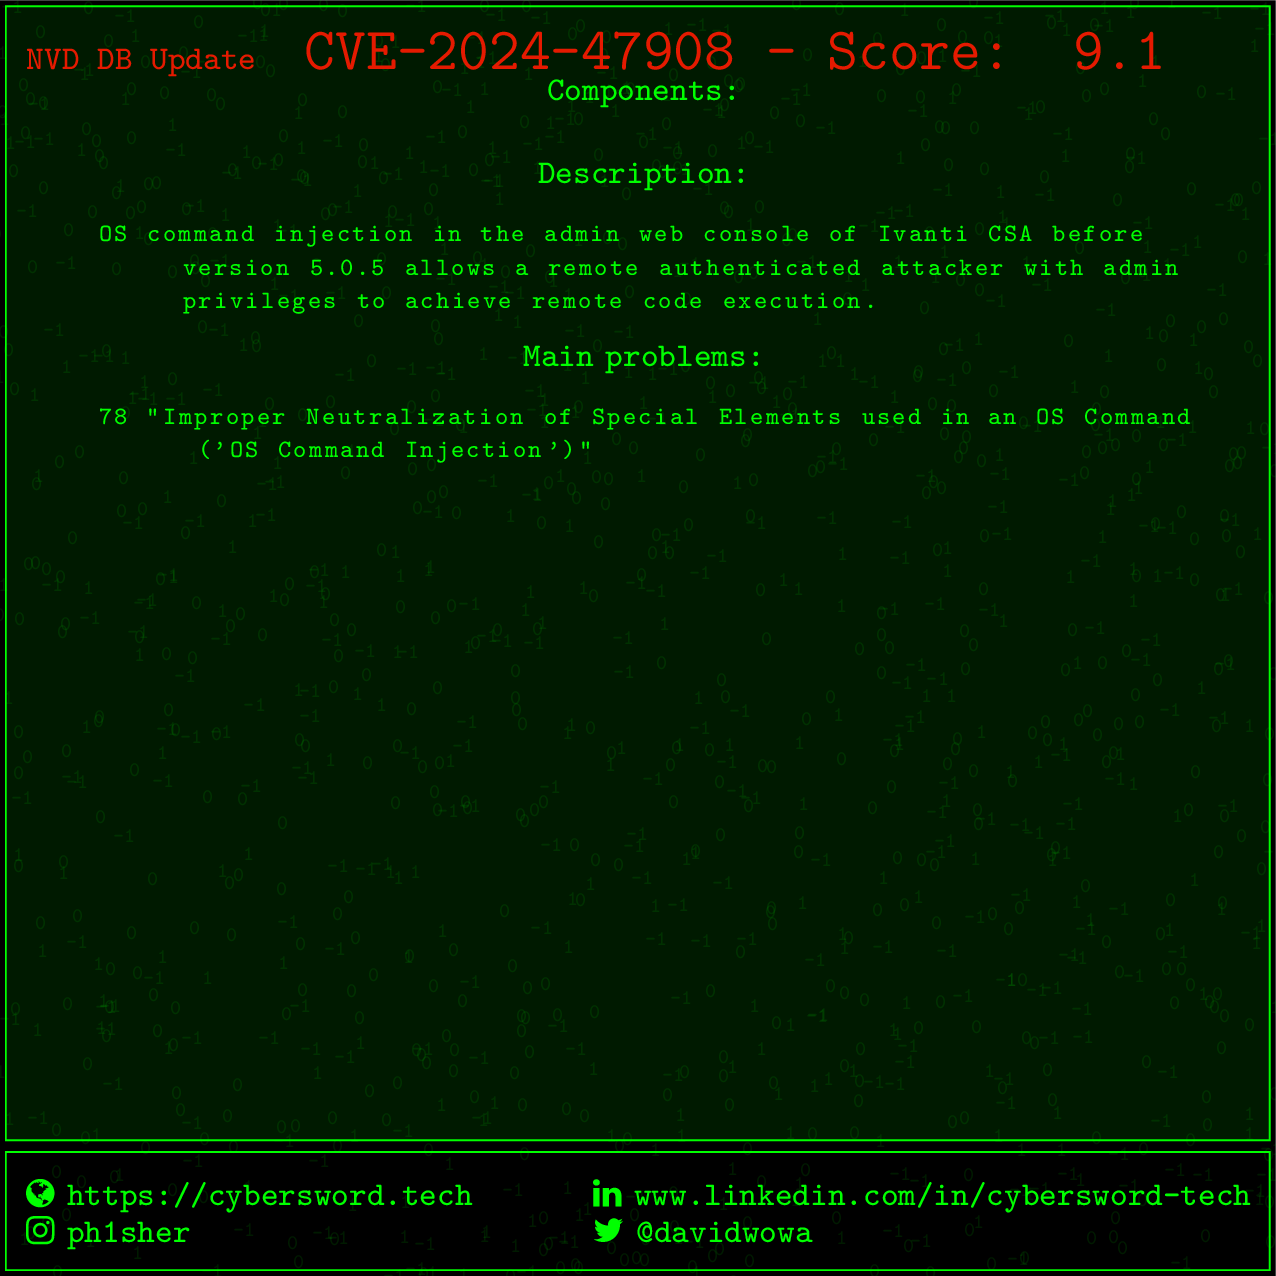 NVD DB Update CVE-2024-47908 - Score: 9.1
Components:
Description:
OS command injection in the admin web console of Ivanti CSA before
version 5.0.5 allows a remote authenticated attacker with admin
privileges to achieve remote code execution.
Main problems:
78 "Improper Neutralization of Special Elements used in an OS Command
('OS Command Injection')"
https://cybersword.tech
www.linkedin.com/in/cybersword-tech
ph1sher
@davidwowa